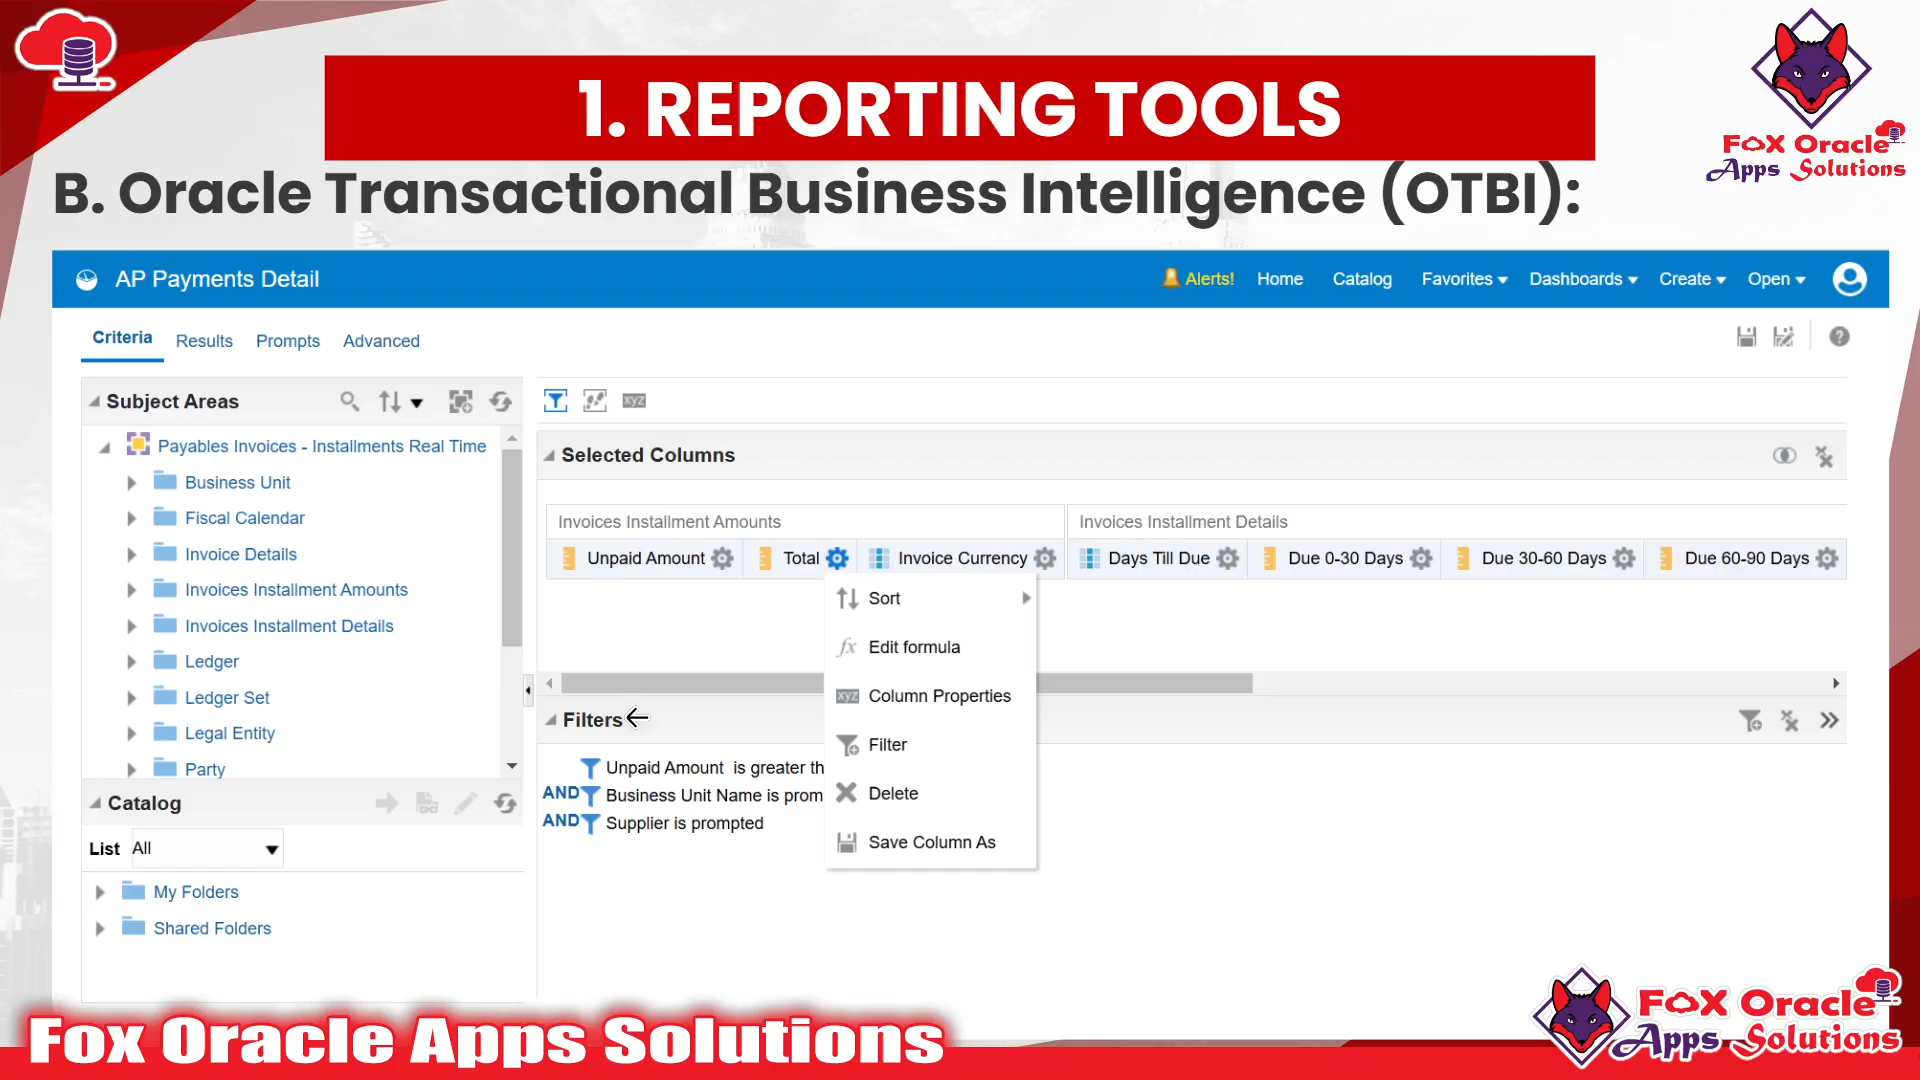 1. REPORTING TOOLS
FOX Oracle
Apps Solutions
B. Oracle Transactional Business Intelligence (OTBI):
AP Payments Detail
Alerts! Home Catalog Favorites Dashboards Create Open
Criteria Results Prompts Advanced
Subject Areas
Payables Invoices - Installments Real Time
Business Unit
Fiscal Calendar
Invoice Details
Invoices Installment Amounts
Invoices Installment Details
Ledger
Ledger Set
Legal Entity
Party
Catalog
List All
My Folders
Shared Folders
xyz
Selected Columns
Invoices Installment Amounts Invoices Installment Details
Unpaid Amount Total Invoice Currency Days Till Due Due 0-30 Days Due 30-60 Days Due 60-90 Days
Sort
fx Edit formula
xyz Column Properties
Filter
Delete
Save Column As
Filters
Unpaid Amount is greater th
AND Business Unit Name is prom
AND Supplier is prompted
Fox Oracle Apps Solutions
FOX Oracle
Apps Solutions